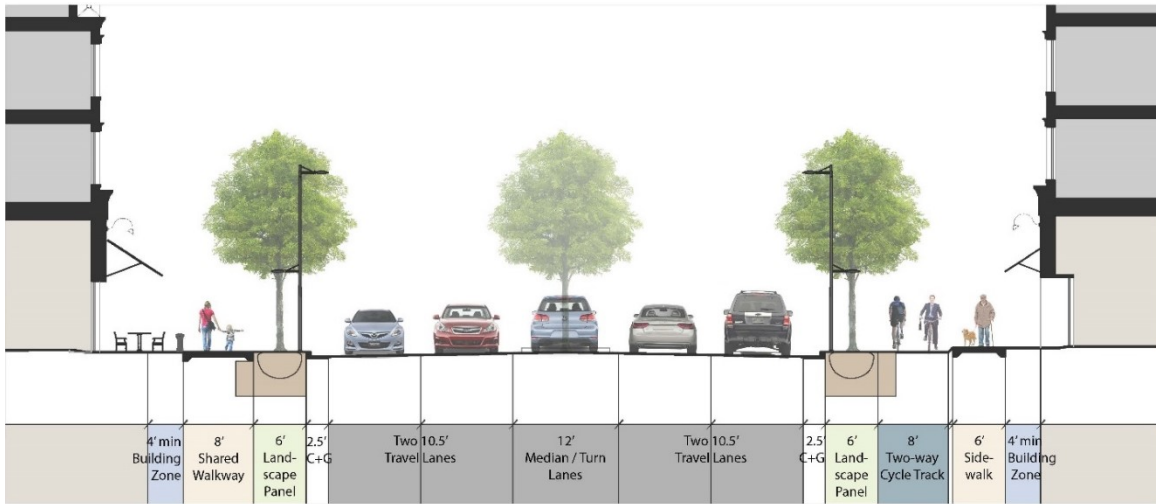 4' min
Building
Zone
8'
Shared
Walkway
6'
Land-
scape
Panel
2.5'
C+G
Two 10.5'
Travel Lanes
12'
Median / Turn
Lanes
Two 10.5'
Travel Lanes
2.5'
C+G
6'
Land-
scape
Panel
8'
Two-way
Cycle Track
6'
Side-
walk
4' min
Building
Zone